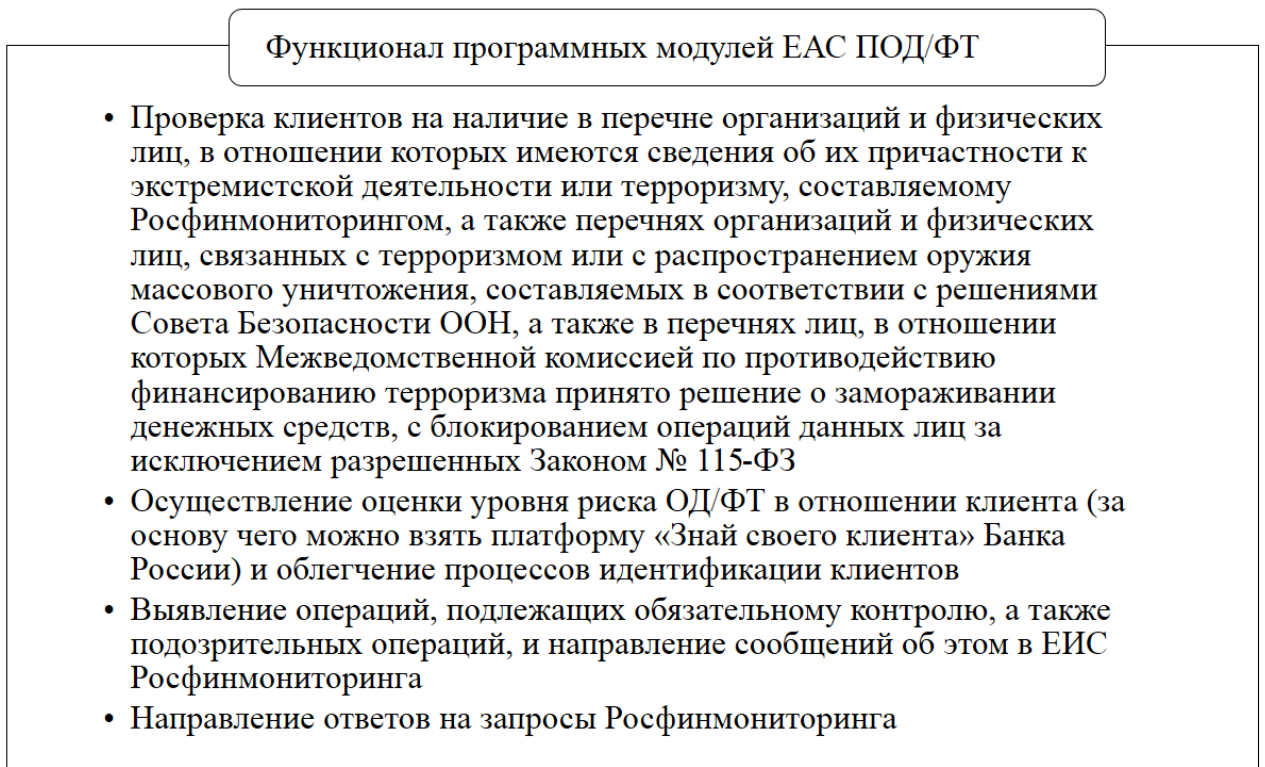 Функционал программных модулей ЕАС ПОД/ФТ
• Проверка клиентов на наличие в перечне организаций и физических
лиц, в отношении которых имеются сведения об их причастности к
экстремистской деятельности или терроризму, составляемому
Росфинмониторингом, а также перечнях организаций и физических
лиц, связанных с терроризмом или с распространением оружия
массового уничтожения, составляемых в соответствии с решениями
Совета Безопасности ООН, а также в перечнях лиц, в отношении
которых Межведомственной комиссией по противодействию
финансированию терроризма принято решение о замораживании
денежных средств, с блокированием операций данных лиц за
исключением разрешенных Законом № 115-ФЗ
• Осуществление оценки уровня риска ОД/ФТ в отношении клиента (за
основу чего можно взять платформу «Знай своего клиента» Банка
России) и облегчение процессов идентификации клиентов
• Выявление операций, подлежащих обязательному контролю, а также
подозрительных операций, и направление сообщений об этом в ЕИС
Росфинмониторинга
• Направление ответов на запросы Росфинмониторинга